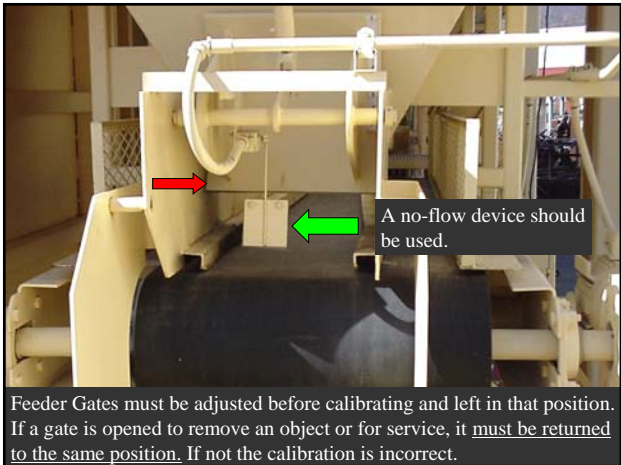 A no-flow device should
be used.
Feeder Gates must be adjusted before calibrating and left in that position.
If a gate is opened to remove an object or for service, it must be returned
to the same position. If not the calibration is incorrect.